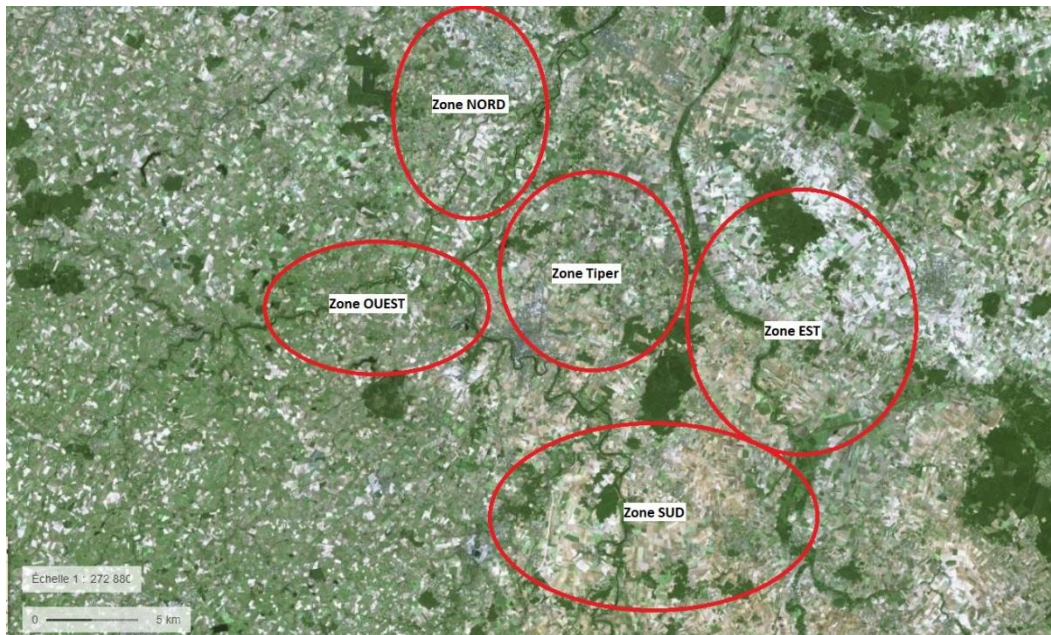 Zone NORD
Zone Tiper
Zone OUEST
Zone EST
Zone SUD
Échelle 1 : 272 880
0 5 km